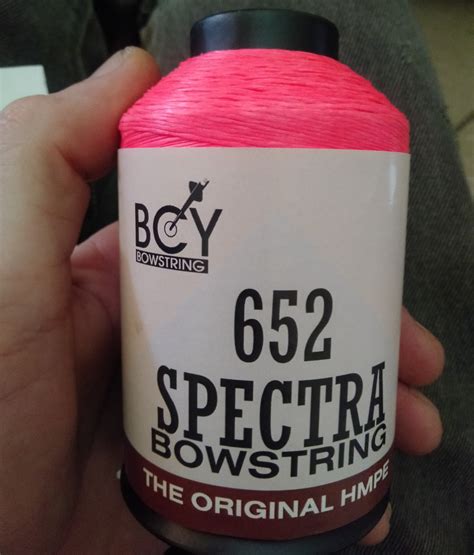 BCY
BOWSTRING
652
SPECTRA
BOWSTRING
THE ORIGINAL HMPE